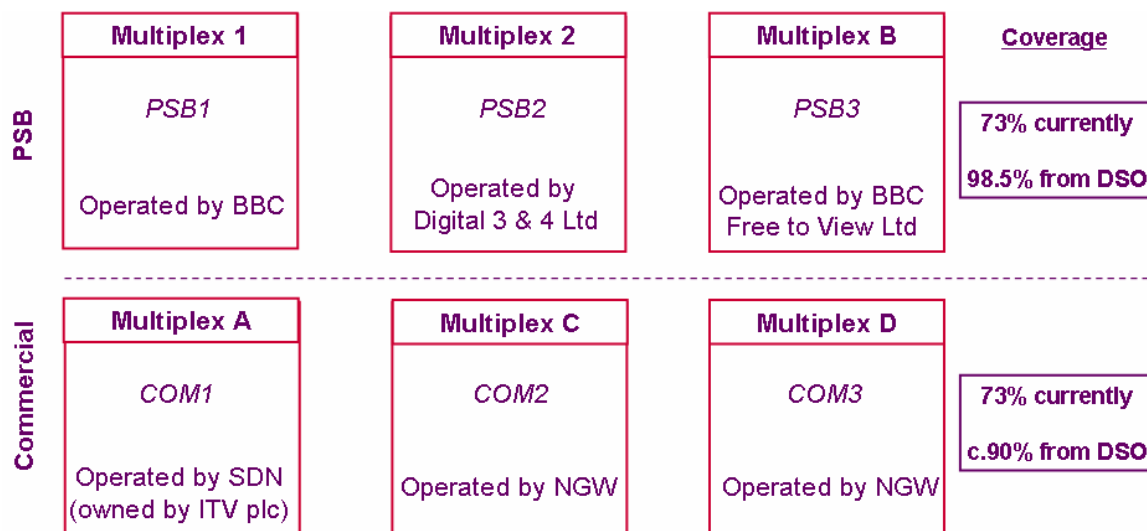 Multiplex 1
Multiplex 2
Multiplex B
Coverage
PSB
PSB1
PSB2
PSB3
73% currently
98.5% from DSO
Operated by BBC
Operated by
Digital 3 & 4 Ltd
Operated by BBC
Free to View Ltd
Commercial
Multiplex A
Multiplex C
Multiplex D
COM1
COM2
COM3
73% currently
c.90% from DSO
Operated by SDN
(owned by ITV plc)
Operated by NGW
Operated by NGW